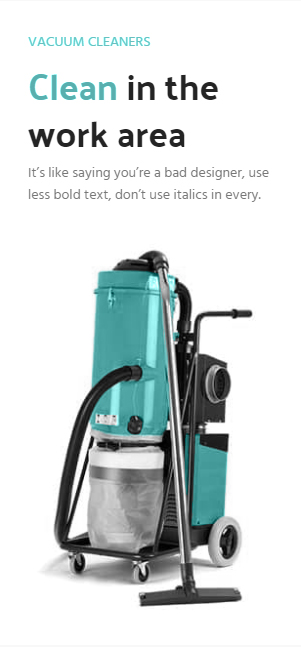 VACUUM CLEANERS
Clean in the
work area
It's like saying you're a bad designer, use
less bold text, don't use italics in every.